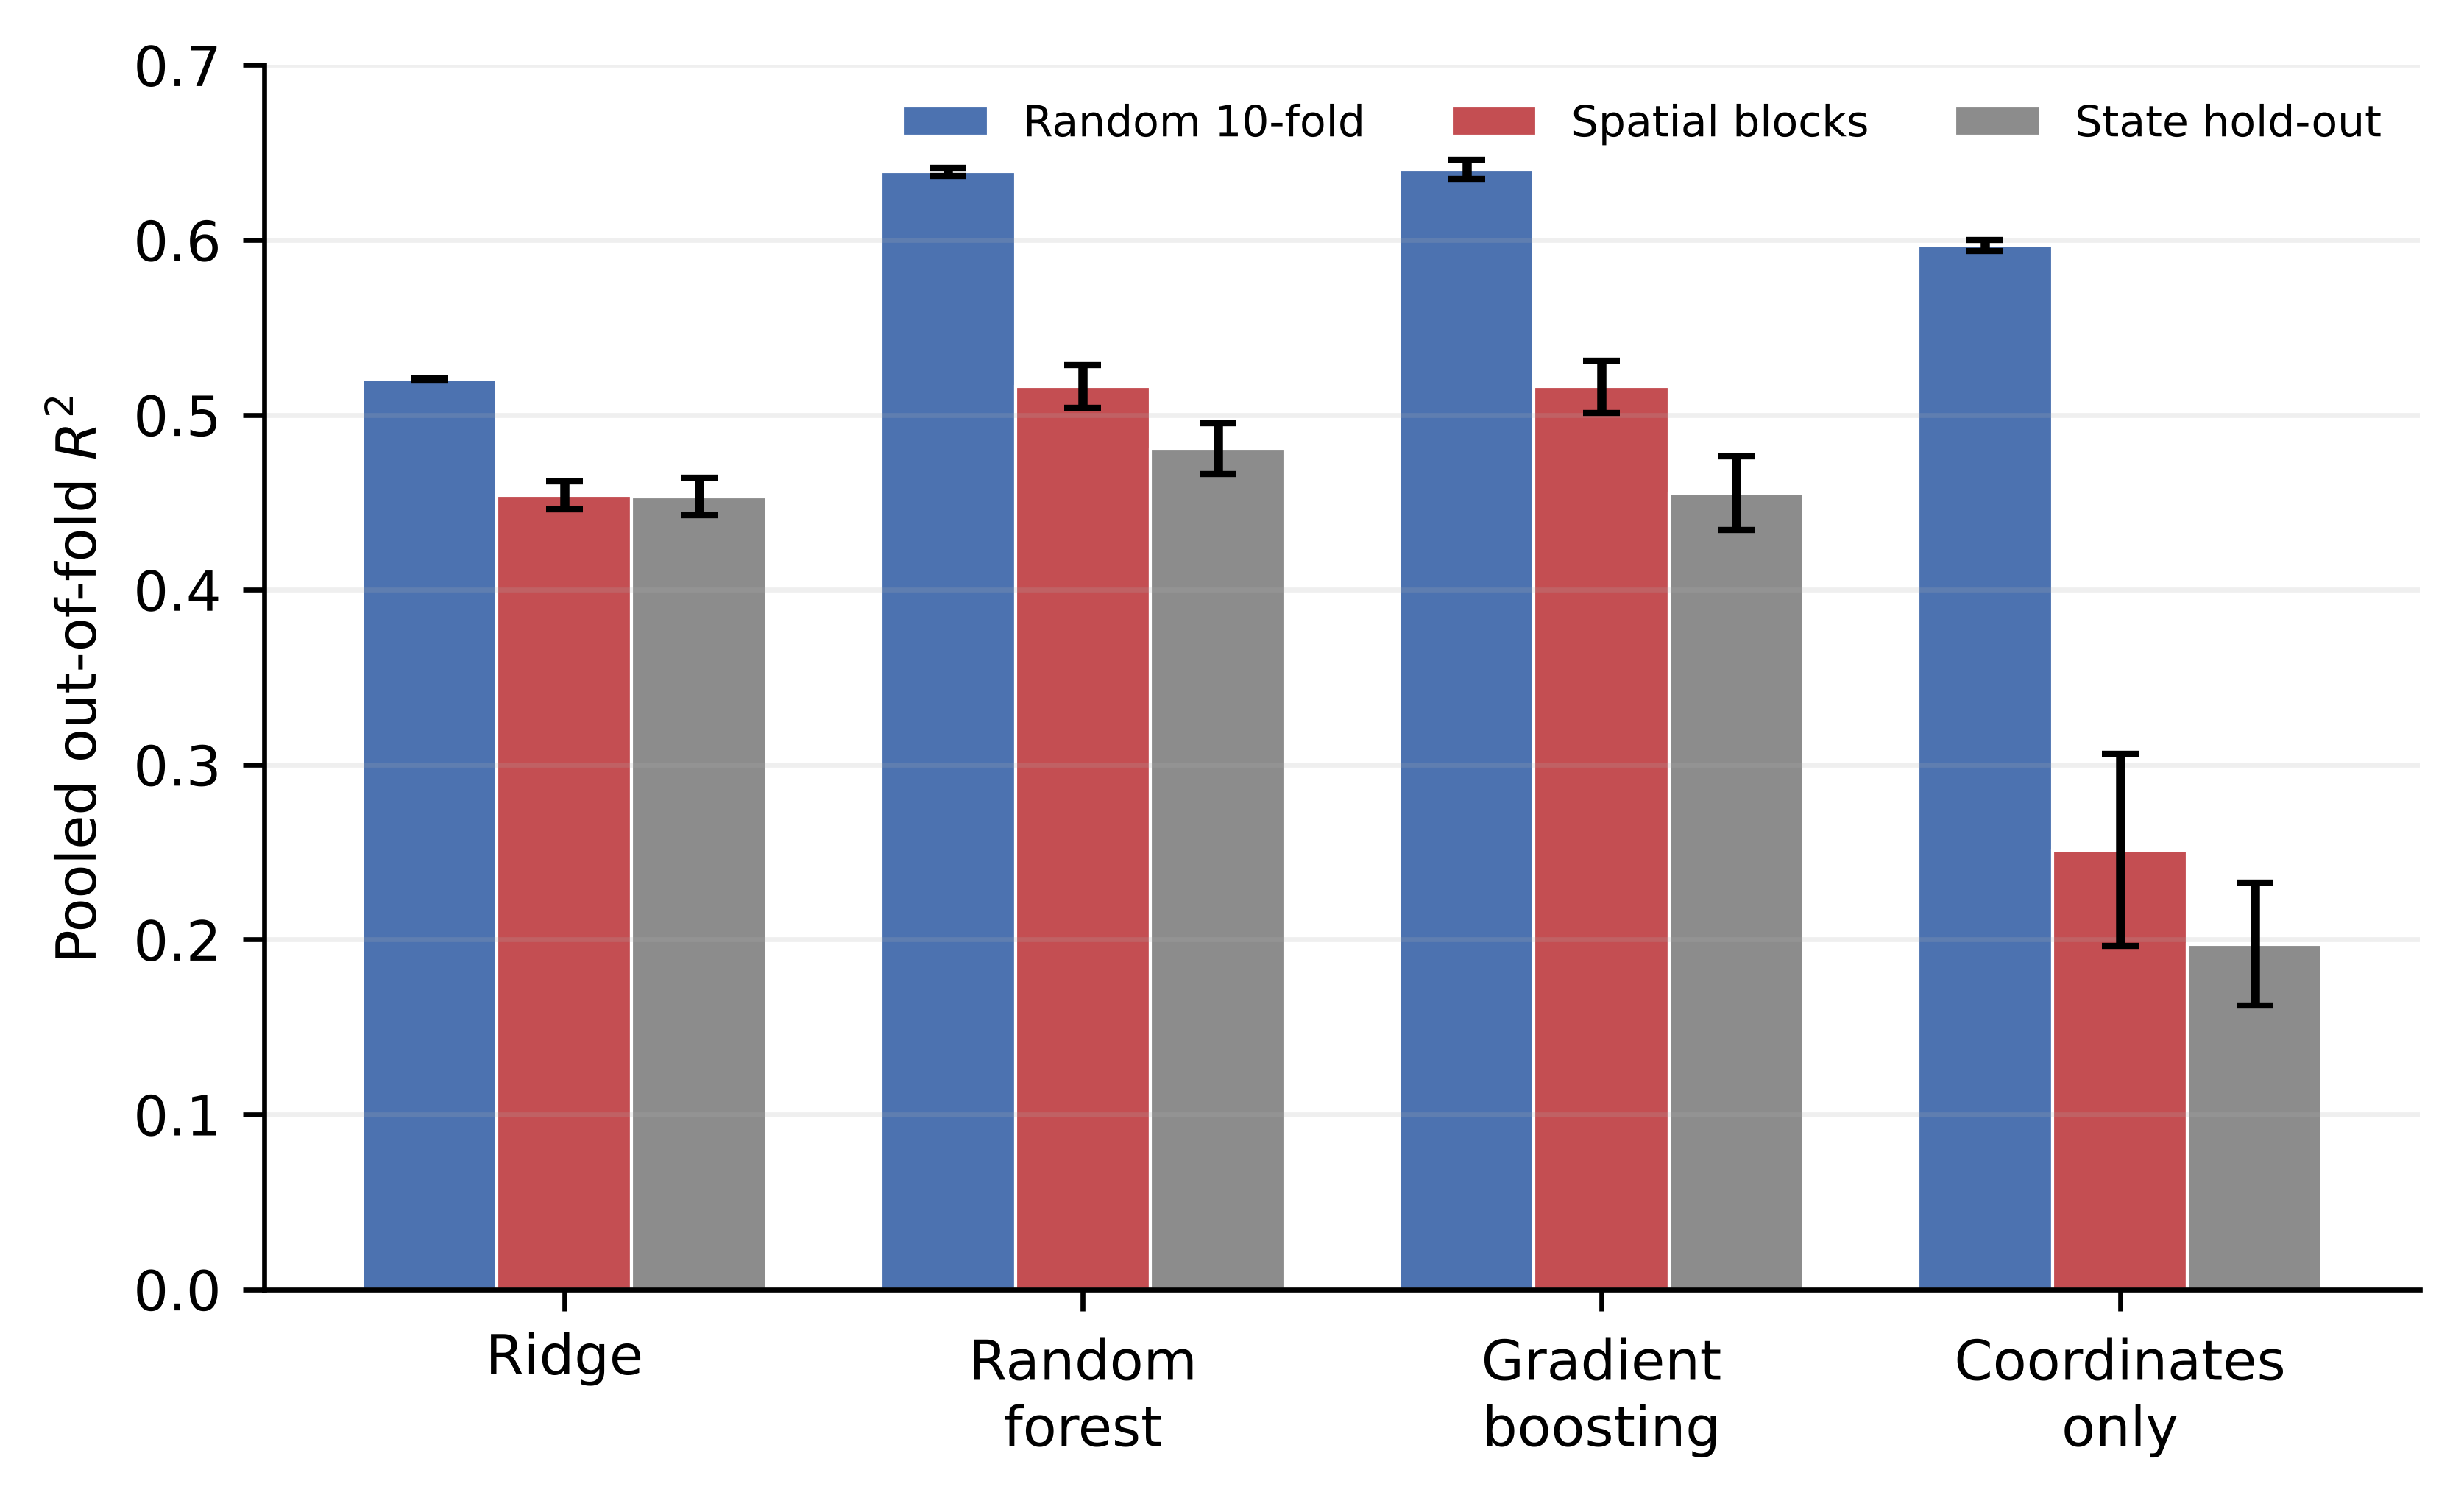 0.7
0.6
0.5
0.4
0.3
0.2
0.1
0.0
Pooled out-of-fold R²
Random 10-fold
Spatial blocks
State hold-out
Ridge
Random
forest
Gradient
boosting
Coordinates
only